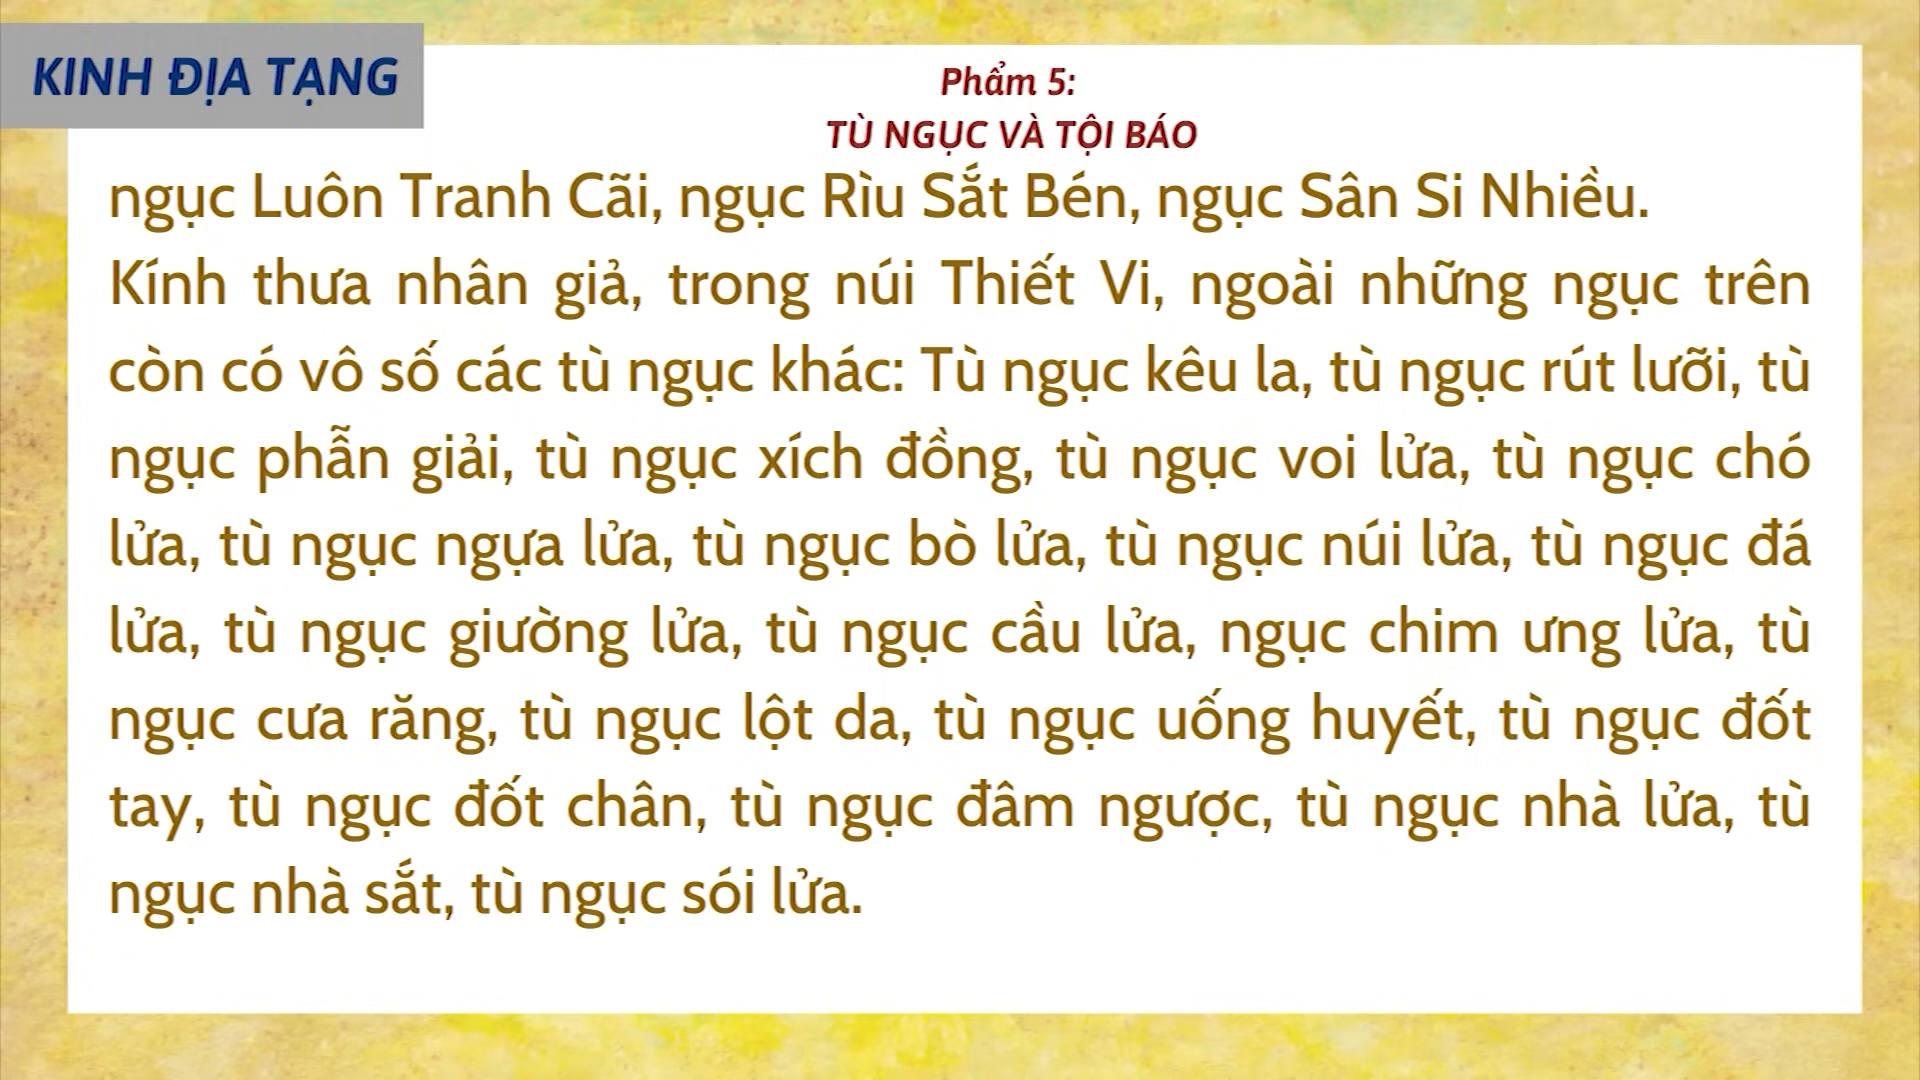 KINH ĐỊA TẠNG
Phẩm 5:
TÙ NGỤC VÀ TỘI BÁO
ngục Luôn Tranh Cãi, ngục Rìu Sắt Bén, ngục Sân Si Nhiều.
Kính thưa nhân giả, trong núi Thiết Vi, ngoài những ngục trên
còn có vô số các tù ngục khác: Tù ngục kêu la, tù ngục rút lưỡi, tù
ngục phẫn giải, tù ngục xích đồng, tù ngục voi lửa, tù ngục chó
lửa, tù ngục ngựa lửa, tù ngục bò lửa, tù ngục núi lửa, tù ngục đá
lửa, tù ngục giường lửa, tù ngục cầu lửa, ngục chim ưng lửa, tù
ngục cưa răng, tù ngục lột da, tù ngục uống huyết, tù ngục đốt
tay, tù ngục đốt chân, tù ngục đâm ngược, tù ngục nhà lửa, tù
ngục nhà sắt, tù ngục sói lửa.